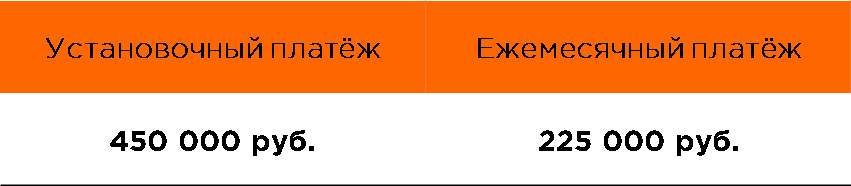 Установочный платёж Ежемесячный платёж
450 000 руб. 225 000 руб.